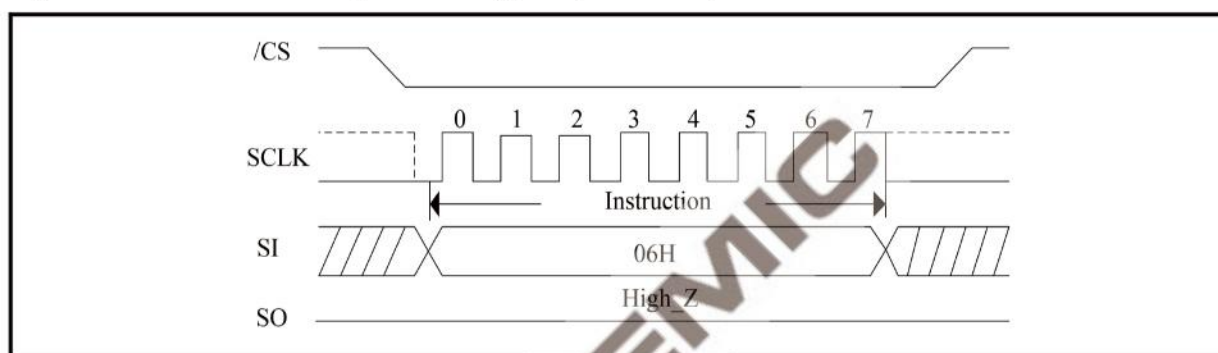 /CS
0 1 2 3 4 5 6 7
SCLK
Instruction
SI
06H
High_Z
SO
EMIC